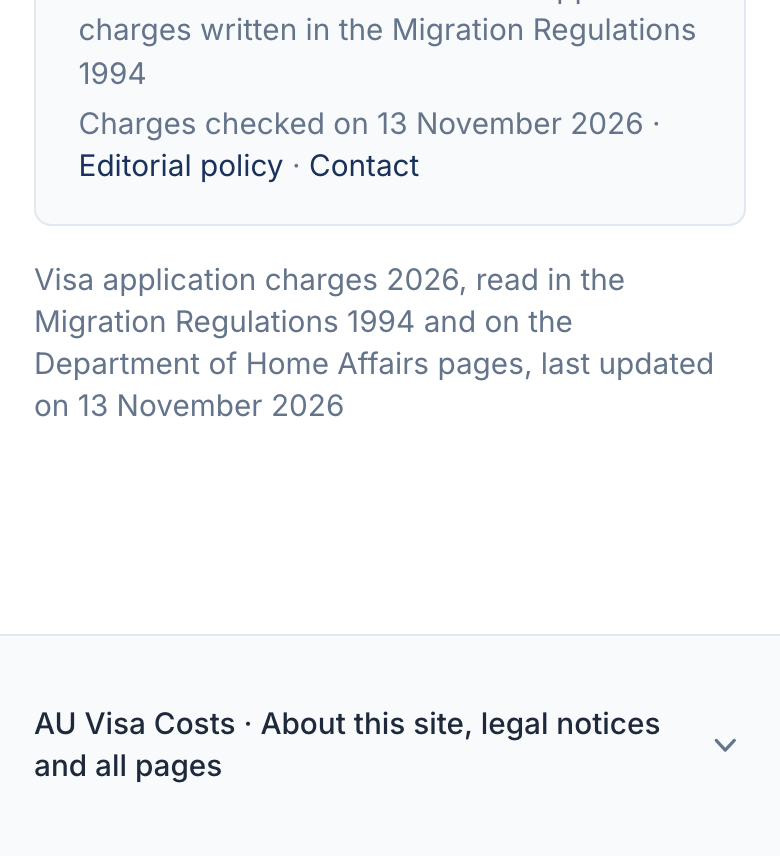 charges written in the Migration Regulations
1994
Charges checked on 13 November 2026 ·
Editorial policy · Contact
Visa application charges 2026, read in the
Migration Regulations 1994 and on the
Department of Home Affairs pages, last updated
on 13 November 2026
AU Visa Costs · About this site, legal notices
and all pages